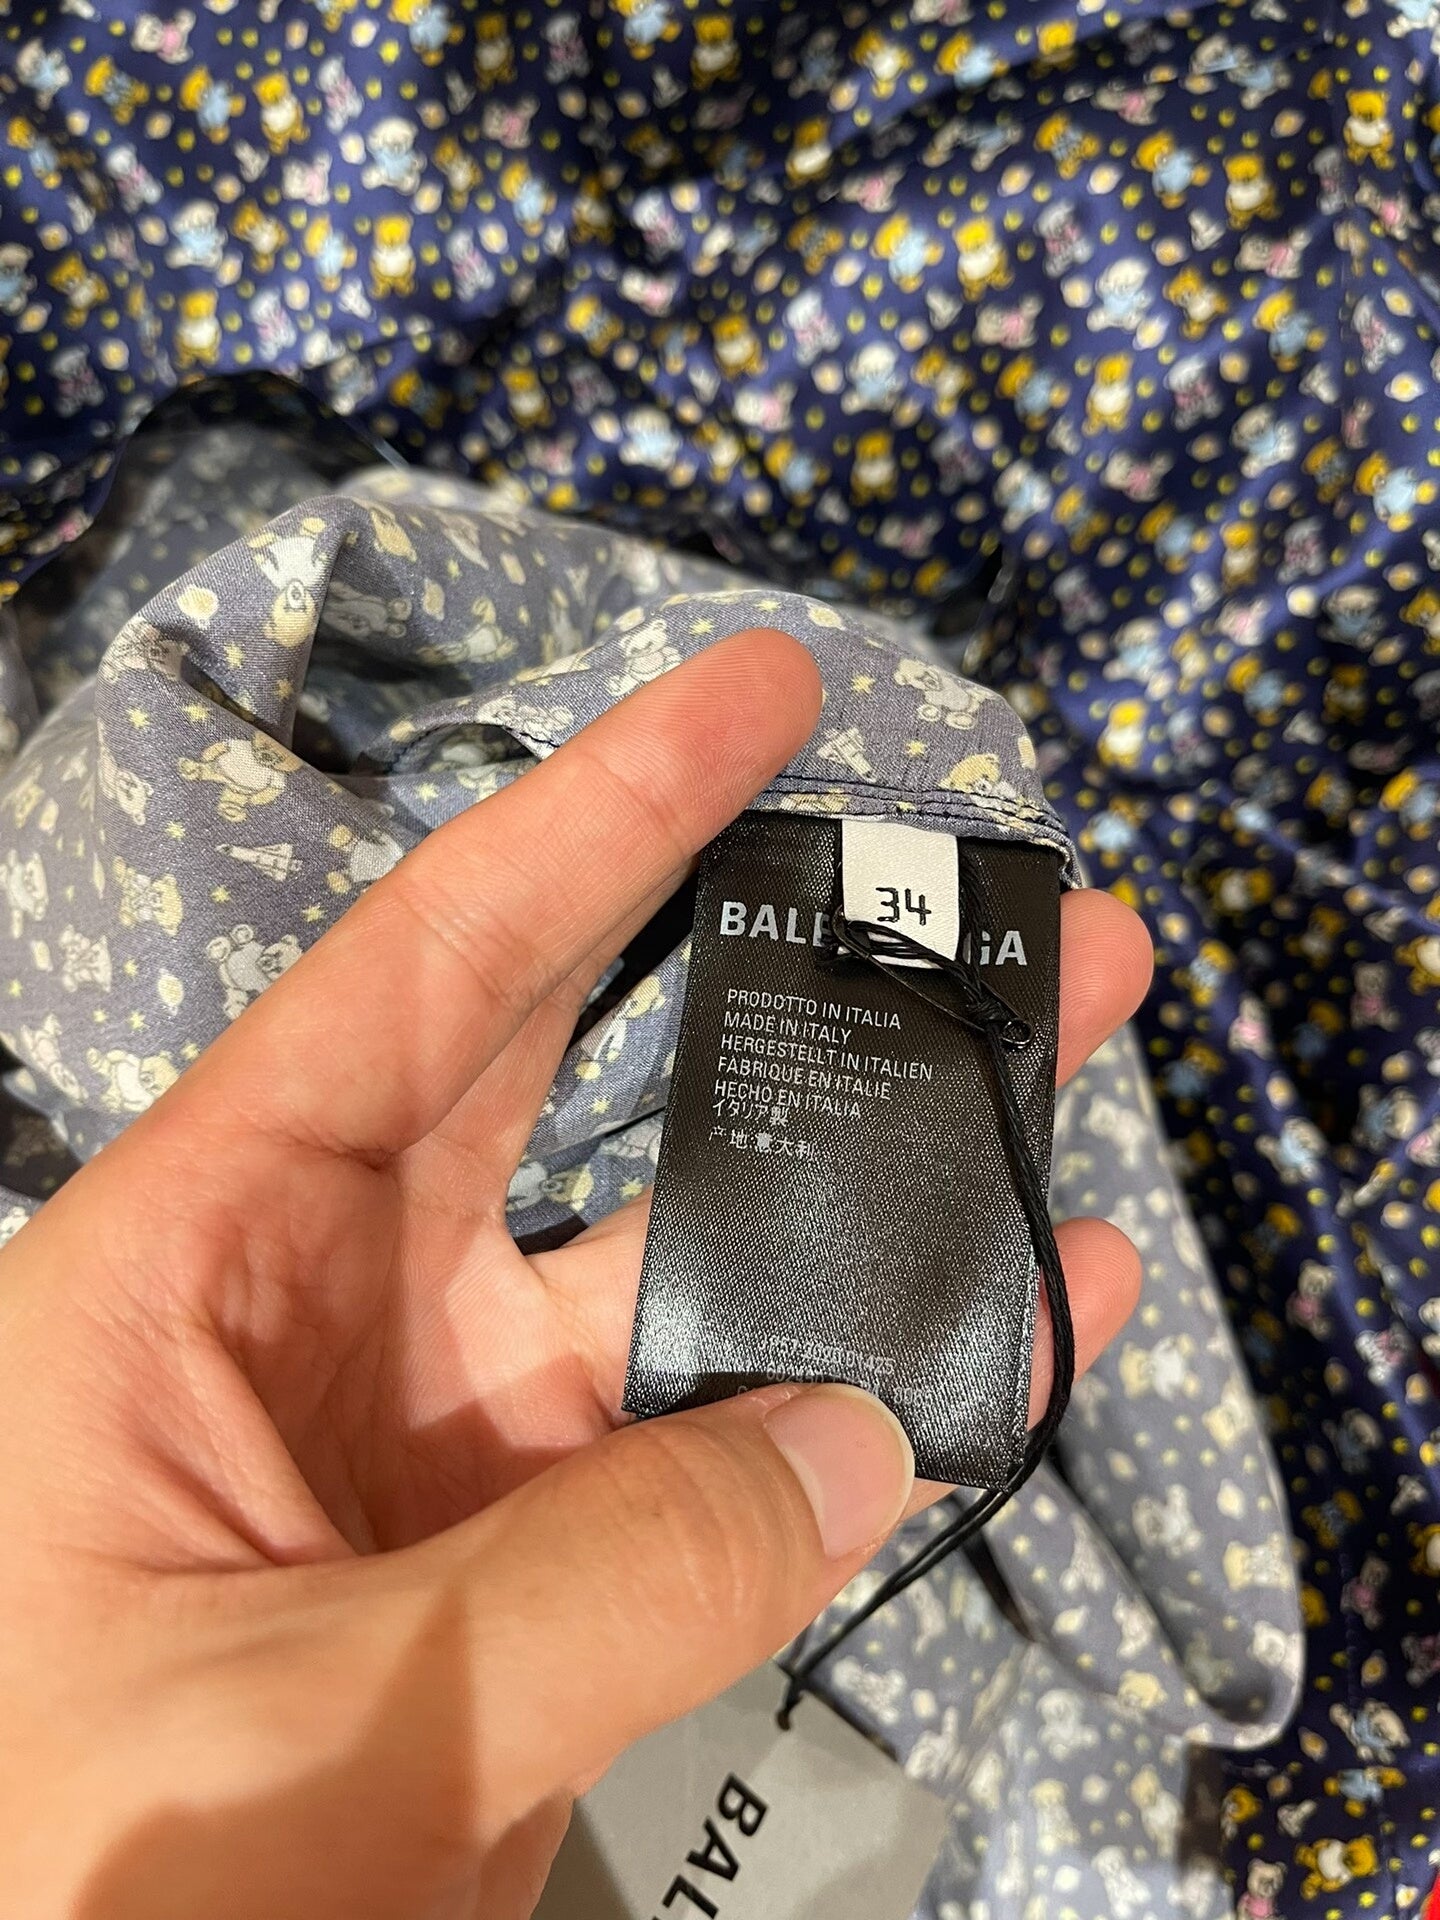 34
BALE GA
PRODOTTO IN ITALIA
MADE IN ITALY
HERGESTELLT IN ITALIEN
FABRIQUE EN ITALIE
HECHO EN ITALIA
イタリア製
产地:意大利
BAL